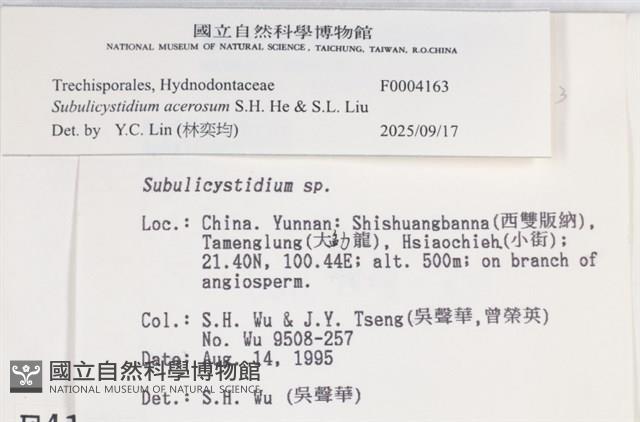 國立自然科學博物館
NATIONAL MUSEUM OF NATURAL SCIENCE, TAICHUNG, TAIWAN, R.O.CHINA
Trechisporales, Hydnodontaceae F0004163
Subulicystidium acerosum S.H. He & S.L. Liu
Det. by Y.C. Lin (林奕均) 2025/09/17
3
Subulicystidium sp.
Loc.: China. Yunnan: Shishuangbanna(西雙版納),
Tamenglung(大勐龍), Hsiaochieh(小街);
21.40N, 100.44E; alt. 500m; on branch of
angiosperm.
Col.: S.H. Wu & J.Y. Tseng(吳聲華,曾榮英)
No. Wu 9508-257
Date: Aug. 14, 1995
Det.: S.H. Wu (吳聲華)
國立自然科學博物館
NATIONAL MUSEUM OF NATURAL SCIENCE